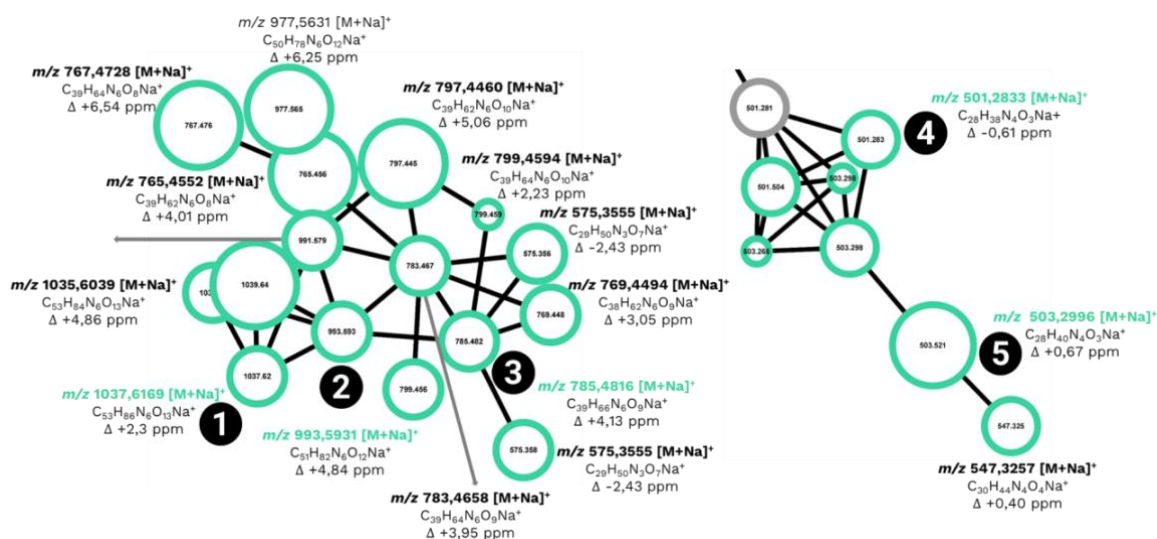 m/z 977,5631 [M+Na]⁺
C₅₀H₇₈N₆O₁₂Na⁺
Δ +6,25 ppm
m/z 767,4728 [M+Na]⁺
C₃₉H₆₄N₆O₈Na⁺
Δ +6,54 ppm
977.565
767.476
m/z 797,4460 [M+Na]⁺
C₃₉H₆₂N₆O₁₀Na⁺
Δ +5,06 ppm
797.445
m/z 765,4552 [M+Na]⁺
C₃₉H₆₂N₆O₈Na⁺
Δ +4,01 ppm
765.456
m/z 799,4594 [M+Na]⁺
C₃₉H₆₄N₆O₁₀Na⁺
Δ +2,23 ppm
799.459
991.579
783.467
m/z 575,3555 [M+Na]⁺
C₂₉H₅₀N₃O₇Na⁺
Δ -2,43 ppm
575.356
m/z 1035,6039 [M+Na]⁺
C₅₃H₈₄N₆O₁₃Na⁺
Δ +4,86 ppm
103
1039.64
m/z 769,4494 [M+Na]⁺
C₃₈H₆₂N₆O₉Na⁺
Δ +3,05 ppm
769.448
993.593
785.482
1037.62
799.456
2
3
m/z 1037,6169 [M+Na]⁺
C₅₃H₈₆N₆O₁₃Na⁺
Δ +2,3 ppm
1
m/z 993,5931 [M+Na]⁺
C₅₁H₈₂N₆O₁₂Na⁺
Δ +4,84 ppm
m/z 785,4816 [M+Na]⁺
C₃₉H₆₆N₆O₉Na⁺
Δ +4,13 ppm
575.358
m/z 575,3555 [M+Na]⁺
C₂₉H₅₀N₃O₇Na⁺
Δ -2,43 ppm
m/z 783,4658 [M+Na]⁺
C₃₉H₆₄N₆O₉Na⁺
Δ +3,95 ppm
501.281
501.283
4
m/z 501,2833 [M+Na]⁺
C₂₈H₃₈N₄O₃Na+
Δ -0,61 ppm
501.504
503.298
503.266
503.298
503.521
5
m/z 503,2996 [M+Na]⁺
C₂₈H₄₀N₄O₃Na⁺
Δ +0,67 ppm
547.325
m/z 547,3257 [M+Na]⁺
C₃₀H₄₄N₄O₄Na⁺
Δ +0,40 ppm